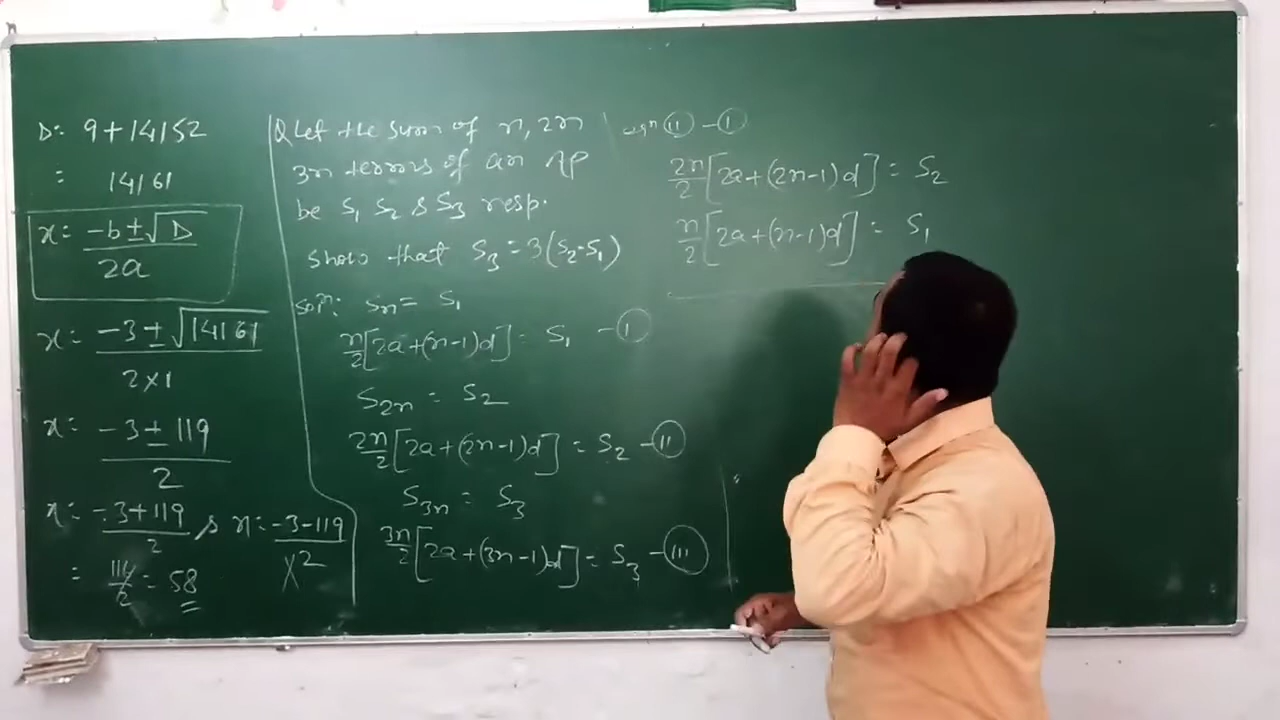 D = 9 + 14152
= 14161
x = -b ± √D / 2a
x = -3 ± √14161 / 2×1
x = -3 ± 119 / 2
x = -3 + 119 / 2 , x = -3 - 119 / 2
= 116/2 = 58
X
Q Let the sum of n, 2n
3n terms of an AP
be S₁ S₂ & S₃ resp.
show that S₃ = 3(S₂-S₁)
Solⁿ: Sn = S₁
n/2[2a+(n-1)d] = S₁ -(I)
S₂n = S₂
2n/2[2a+(2n-1)d] = S₂ -(II)
S₃n = S₃
3n/2[2a+(3n-1)d] = S₃ -(III)
eqⁿ (II) - (I)
2n/2[2a+(2n-1)d] = S₂
n/2[2a+(n-1)d] = S₁